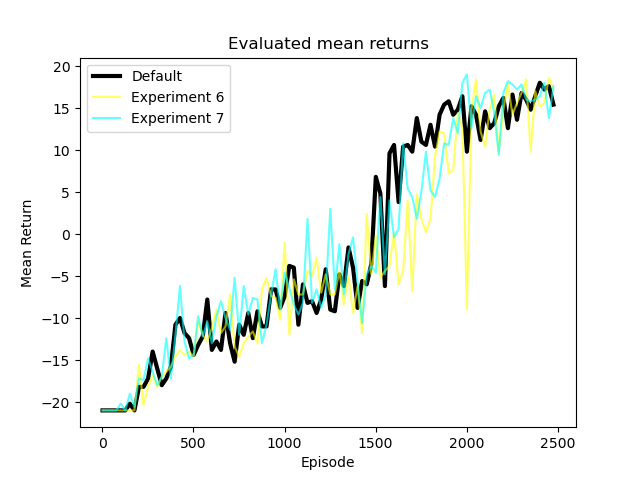 Evaluated mean returns
Default
Experiment 6
Experiment 7
Mean Return
20
15
10
5
0
−5
−10
−15
−20
0 500 1000 1500 2000 2500
Episode